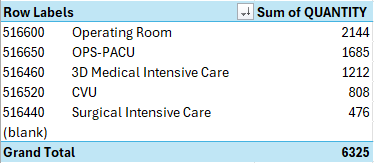 Row Labels Sum of QUANTITY
516600 Operating Room 2144
516650 OPS-PACU 1685
516460 3D Medical Intensive Care 1212
516520 CVU 808
516440 Surgical Intensive Care 476
(blank)
Grand Total 6325